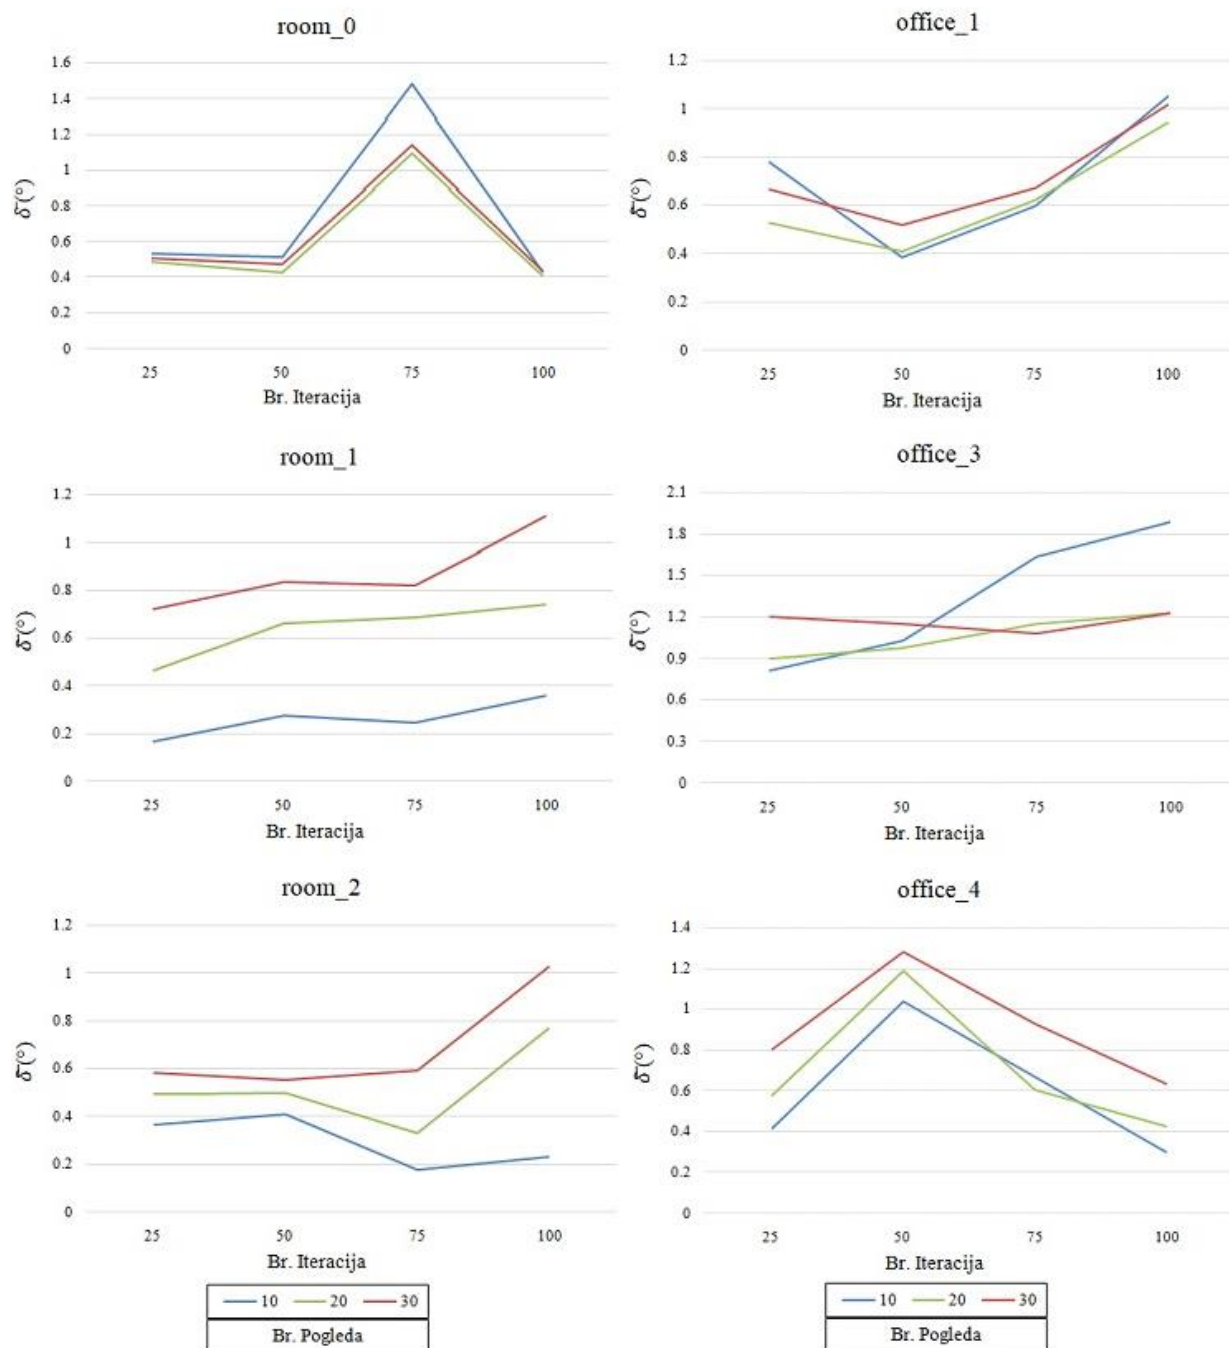 room_0
1.6
1.4
1.2
1
0.8
0.6
0.4
0.2
0
δ(°)
25 50 75 100
Br. Iteracija
office_1
1.2
1
0.8
0.6
0.4
0.2
0
δ(°)
25 50 75 100
Br. Iteracija
room_1
1.2
1
0.8
0.6
0.4
0.2
0
δ(°)
25 50 75 100
Br. Iteracija
office_3
2.1
1.8
1.5
1.2
0.9
0.6
0.3
0
δ(°)
25 50 75 100
Br. Iteracija
room_2
1.2
1
0.8
0.6
0.4
0.2
0
δ(°)
25 50 75 100
Br. Iteracija
10 20 30
Br. Pogleda
office_4
1.4
1.2
1
0.8
0.6
0.4
0.2
0
δ(°)
25 50 75 100
Br. Iteracija
10 20 30
Br. Pogleda